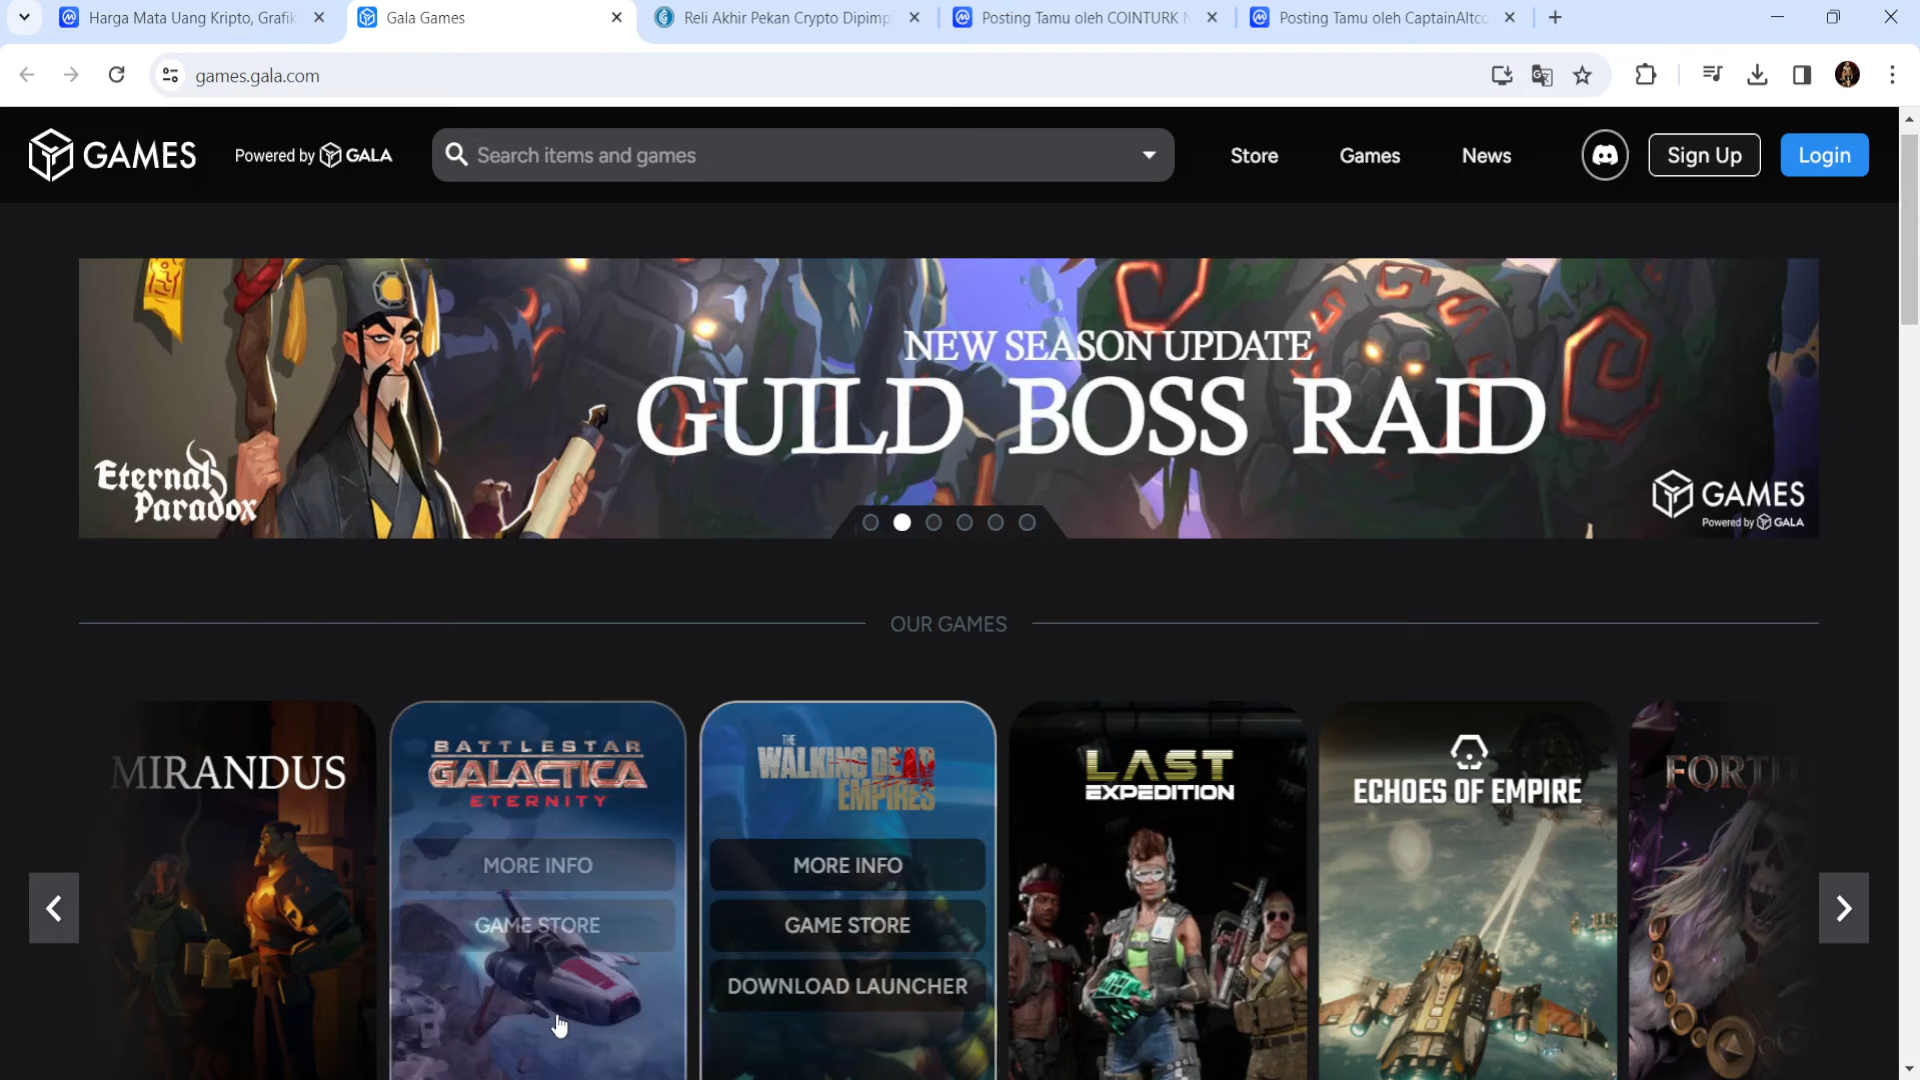 Harga Mata Uang Kripto, Grafik
Gala Games
Reli Akhir Pekan Crypto Dipimp
Posting Tamu oleh COINTURK N
Posting Tamu oleh CaptainAltco
games.gala.com
GAMES
Powered by GALA
Search items and games
Store
Games
News
Sign Up
Login
NEW SEASON UPDATE
GUILD BOSS RAID
Eternal
Paradox
GAMES
Powered by GALA
OUR GAMES
MIRANDUS
BATTLESTAR
GALACTICA
ETERNITY
MORE INFO
GAME STORE
THE
WALKING DEAD
EMPIRES
MORE INFO
GAME STORE
DOWNLOAD LAUNCHER
LAST
EXPEDITION
ECHOES OF EMPIRE
FORTI